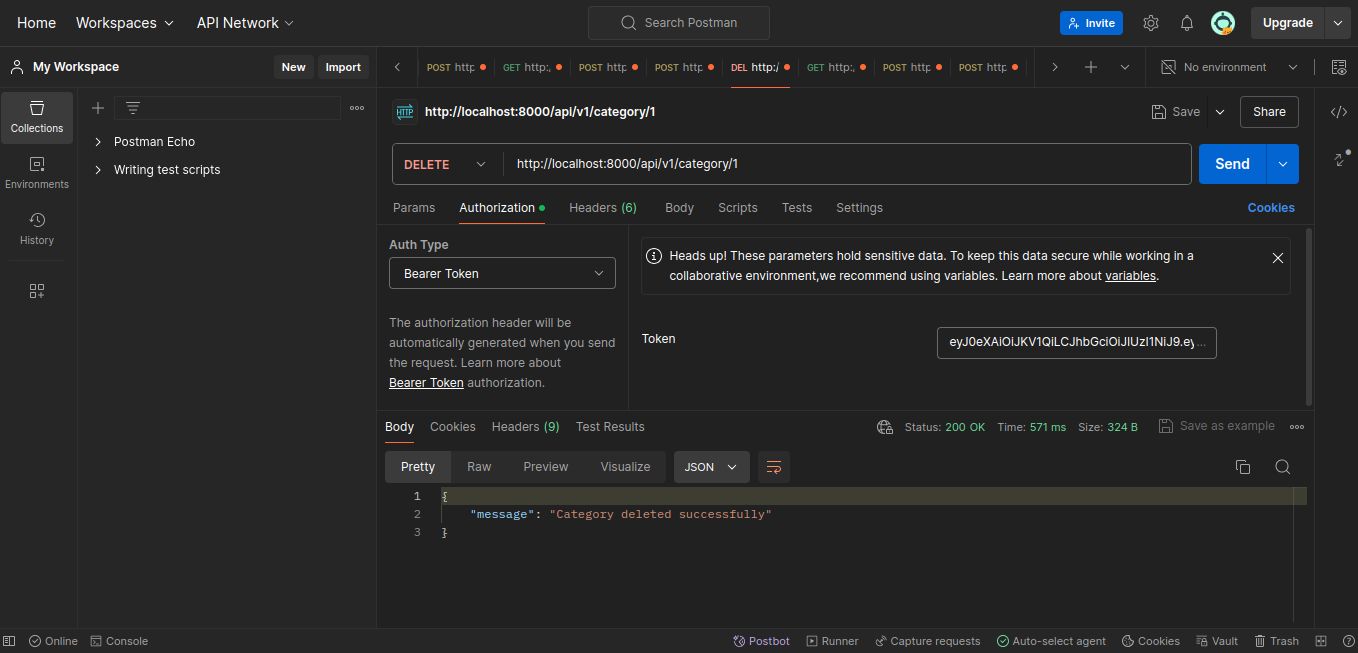 Home Workspaces API Network Search Postman Invite Upgrade
My Workspace New Import POST http GET http:, POST http POST http DEL http:/ GET http:, POST http POST http No environment
Collections
Environments
History
Postman Echo
Writing test scripts
HTTP http://localhost:8000/api/v1/category/1 Save Share
DELETE http://localhost:8000/api/v1/category/1 Send
Params Authorization Headers (6) Body Scripts Tests Settings Cookies
Auth Type
Bearer Token
The authorization header will be
automatically generated when you send
the request. Learn more about
Bearer Token authorization.
Heads up! These parameters hold sensitive data. To keep this data secure while working in a
collaborative environment,we recommend using variables. Learn more about variables.
Token eyJ0eXAiOiJKV1QiLCJhbGciOiJIUzI1NiJ9.ey...
Body Cookies Headers (9) Test Results Status: 200 OK Time: 571 ms Size: 324 B Save as example
Pretty Raw Preview Visualize JSON
1 {
2 "message": "Category deleted successfully"
3 }
Online Console Postbot Runner Capture requests Auto-select agent Cookies Vault Trash